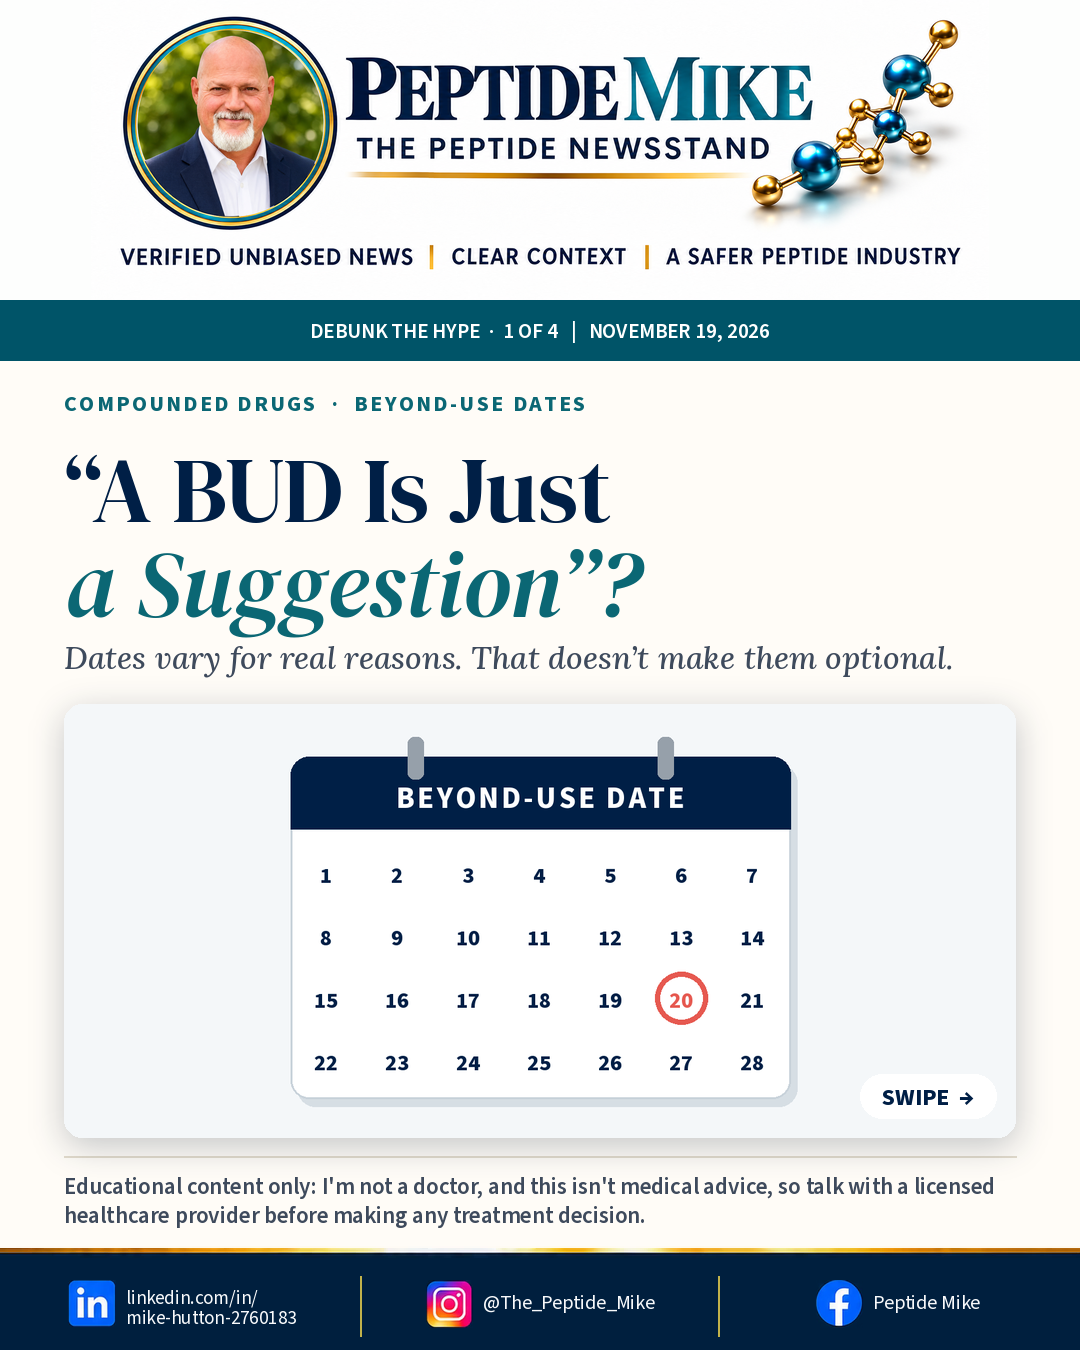 PEPTIDEMIKE
THE PEPTIDE NEWSSTAND
VERIFIED UNBIASED NEWS | CLEAR CONTEXT | A SAFER PEPTIDE INDUSTRY
DEBUNK THE HYPE · 1 OF 4 | NOVEMBER 19, 2026
COMPOUNDED DRUGS · BEYOND-USE DATES
“A BUD Is Just
a Suggestion”?
Dates vary for real reasons. That doesn’t make them optional.
BEYOND-USE DATE
1 2 3 4 5 6 7
8 9 10 11 12 13 14
15 16 17 18 19 20 21
22 23 24 25 26 27 28
SWIPE →
Educational content only: I'm not a doctor, and this isn't medical advice, so talk with a licensed
healthcare provider before making any treatment decision.
linkedin.com/in/
mike-hutton-2760183
@The_Peptide_Mike
Peptide Mike